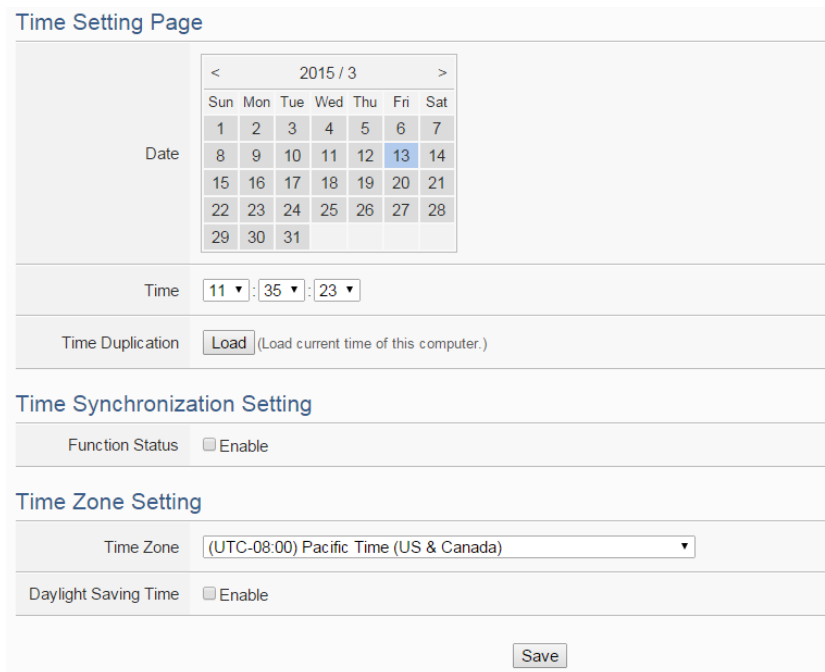 Time Setting Page
Date
< 2015 / 3 >
Sun Mon Tue Wed Thu Fri Sat
1 2 3 4 5 6 7
8 9 10 11 12 13 14
15 16 17 18 19 20 21
22 23 24 25 26 27 28
29 30 31
Time 11 : 35 : 23
Time Duplication Load (Load current time of this computer.)
Time Synchronization Setting
Function Status Enable
Time Zone Setting
Time Zone (UTC-08:00) Pacific Time (US & Canada)
Daylight Saving Time Enable
Save